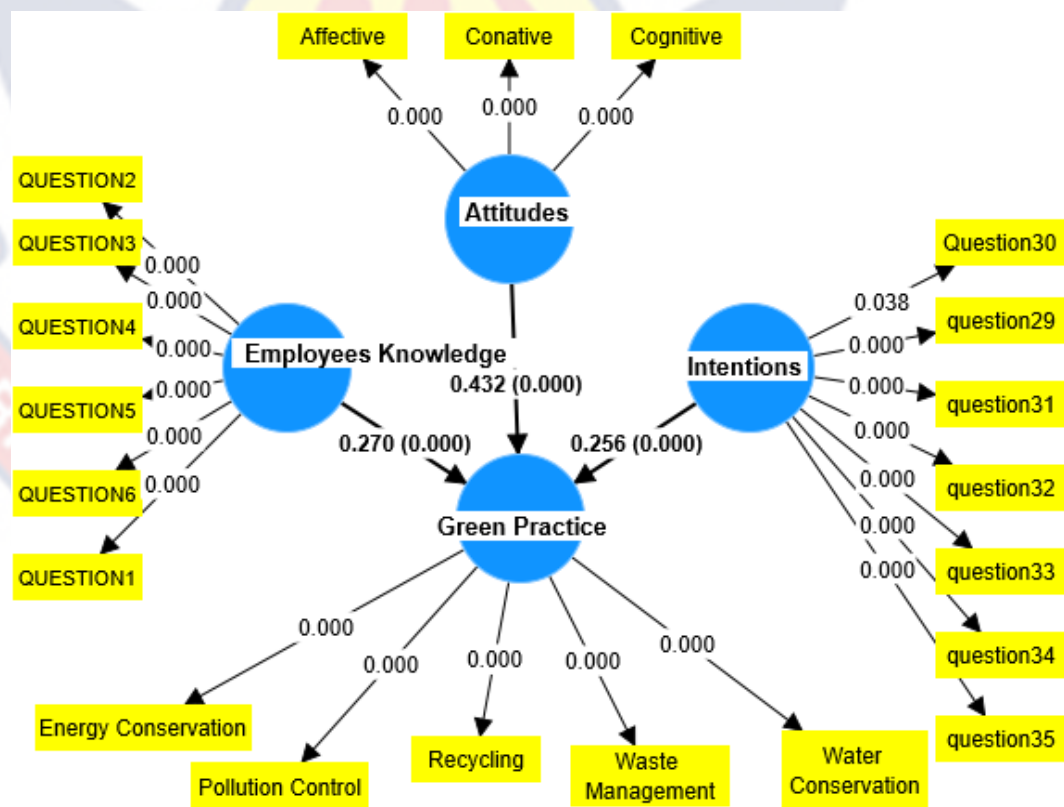 Affective
Conative
Cognitive
0.000
0.000
0.000
Attitudes
QUESTION2
QUESTION3
QUESTION4
QUESTION5
QUESTION6
QUESTION1
0.000
0.000
0.000
0.000
0.000
0.000
Employees Knowledge
0.432 (0.000)
0.270 (0.000)
0.256 (0.000)
Intentions
Question30
question29
question31
question32
question33
question34
question35
0.038
0.000
0.000
0.000
0.000
0.000
0.000
Green Practice
0.000
0.000
0.000
0.000
0.000
Energy Conservation
Pollution Control
Recycling
Waste
Management
Water
Conservation